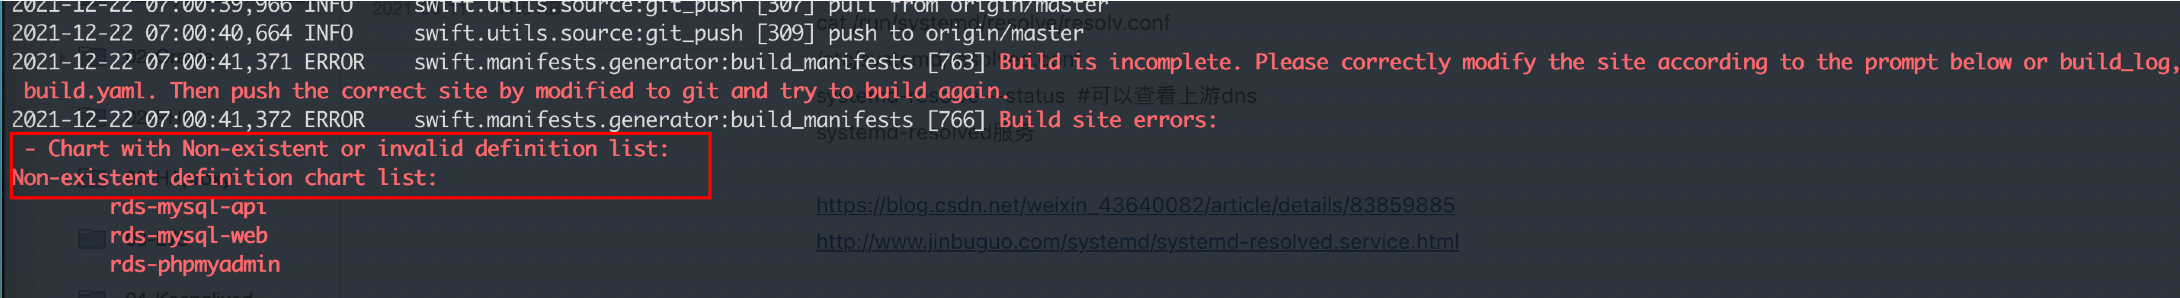 2021-12-22 07:00:39,966 INFO swift.utils.source:git_push [307] pull from origin/master
cat /run/systemd/resolve/resolv.conf
2021-12-22 07:00:40,664 INFO swift.utils.source:git_push [309] push to origin/master
2021-12-22 07:00:41,371 ERROR swift.manifests.generator:build_manifests [763] Build is incomplete. Please correctly modify the site according to the prompt below or build_log,
build.yaml. Then push the correct site by modified to git and try to build again.
status #可以查看上游dns
2021-12-22 07:00:41,372 ERROR swift.manifests.generator:build_manifests [766] Build site errors:
systemd-resolved服务
- Chart with Non-existent or invalid definition list:
Non-existent definition chart list:
rds-mysql-api
https://blog.csdn.net/weixin_43640082/article/details/83859885
rds-mysql-web
http://www.jinbuguo.com/systemd/systemd-resolved.service.html
rds-phpmyadmin